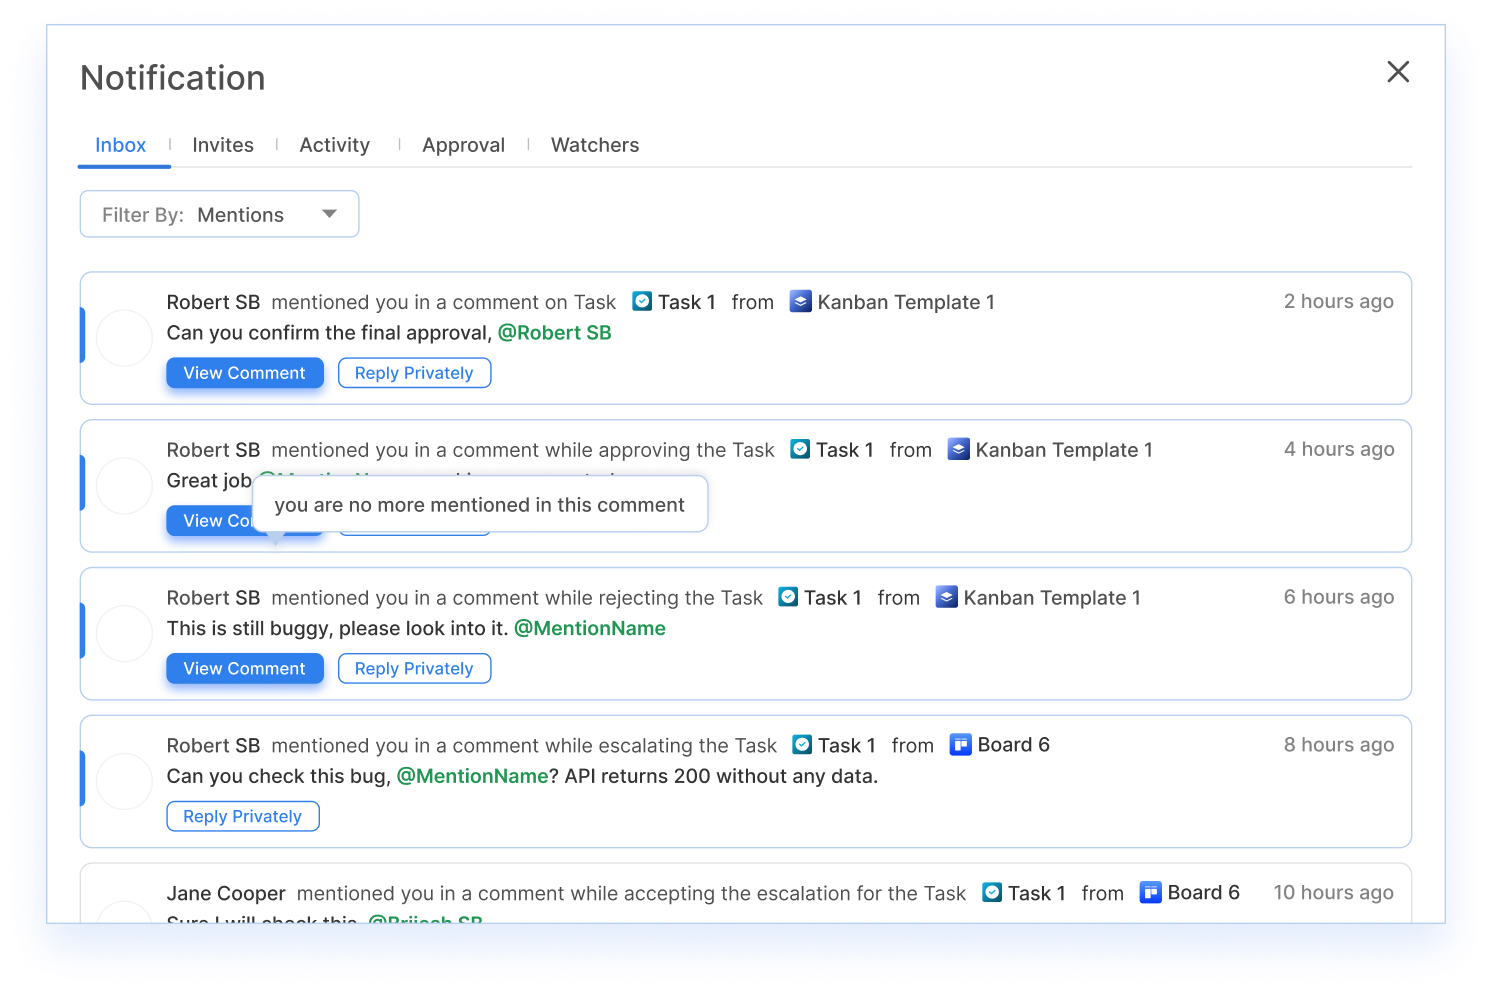 Notification
Inbox Invites Activity Approval Watchers
Filter By: Mentions
Robert SB mentioned you in a comment on Task Task 1 from Kanban Template 1 2 hours ago
Can you confirm the final approval, @Robert SB
View Comment Reply Privately
Robert SB mentioned you in a comment while approving the Task Task 1 from Kanban Template 1 4 hours ago
Great job
you are no more mentioned in this comment
View
Robert SB mentioned you in a comment while rejecting the Task Task 1 from Kanban Template 1 6 hours ago
This is still buggy, please look into it. @MentionName
View Comment Reply Privately
Robert SB mentioned you in a comment while escalating the Task Task 1 from Board 6 8 hours ago
Can you check this bug, @MentionName? API returns 200 without any data.
Reply Privately
Jane Cooper mentioned you in a comment while accepting the escalation for the Task Task 1 from Board 6 10 hours ago
Sure I will check this